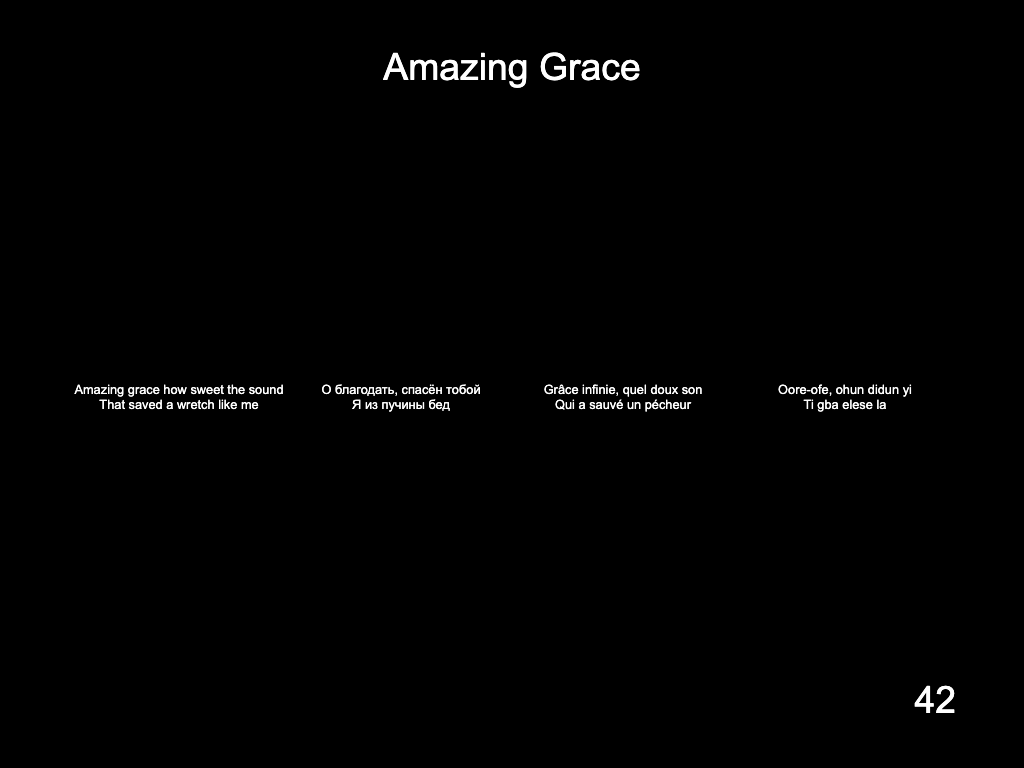 Amazing Grace
Amazing grace how sweet the sound
That saved a wretch like me
О благодать, спасён тобой
Я из пучины бед
Grâce infinie, quel doux son
Qui a sauvé un pécheur
Oore-ofe, ohun didun yi
Ti gba elese la
42